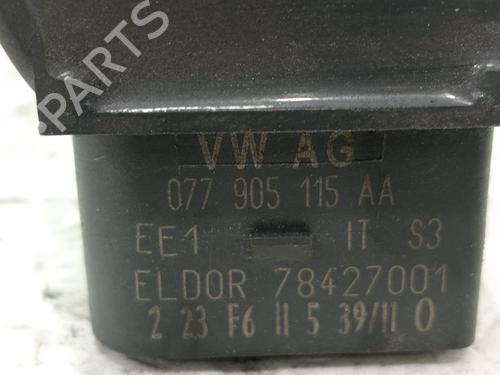 PARTS
VW AG
077 905 115 AA
EE1 IT S3
ELDOR 78427001
2 23 F6 II 5 39/11 0